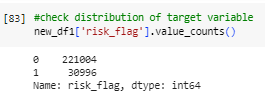 [83] #check distribution of target variable
new_df1['risk_flag'].value_counts()
0    221004
1     30996
Name: risk_flag, dtype: int64